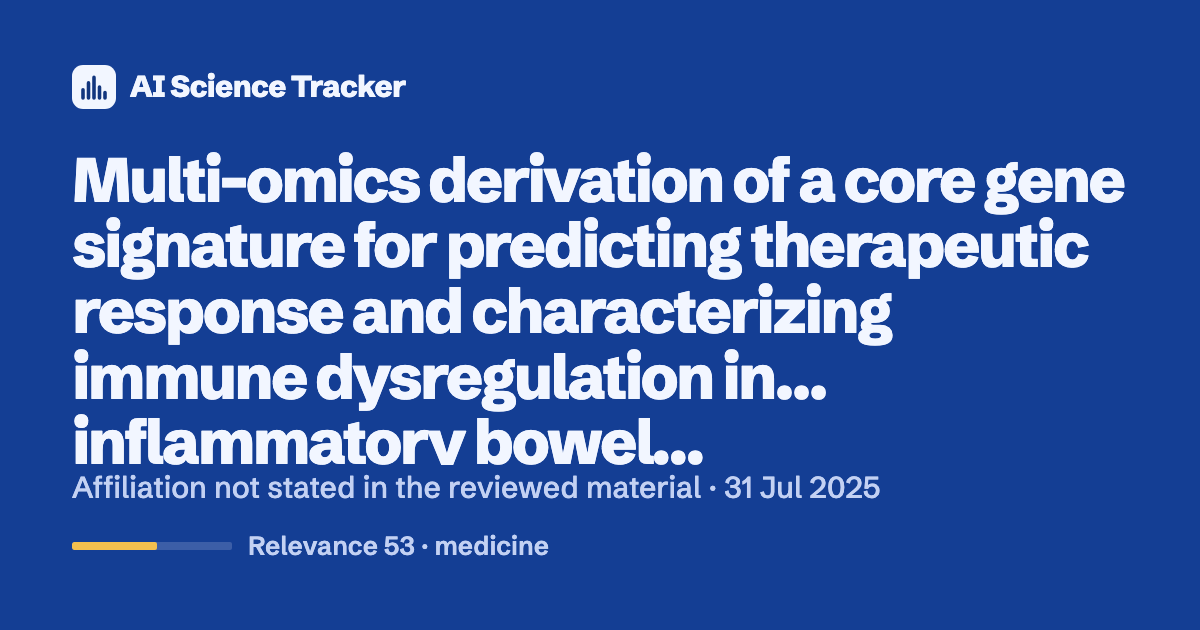 AI Science Tracker
Multi-omics derivation of a core gene
signature for predicting therapeutic
response and characterizing
immune dysregulation in...
inflammatory bowel...
Affiliation not stated in the reviewed material · 31 Jul 2025
Relevance 53 · medicine